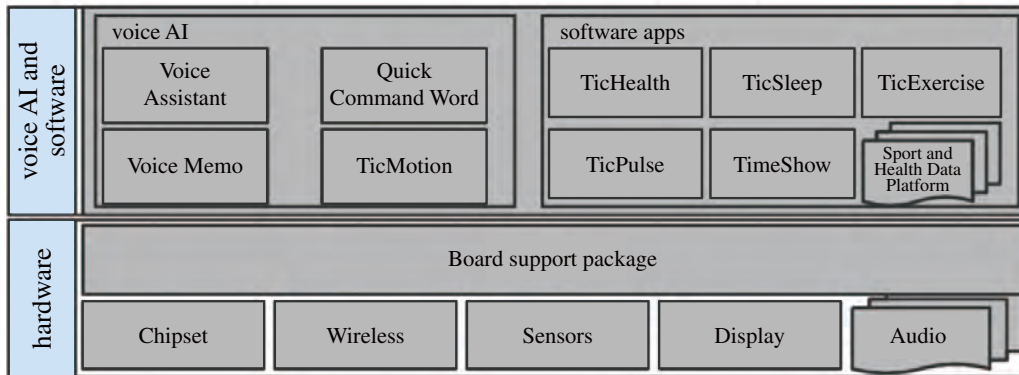 voice AI and
software
voice AI
Voice
Assistant
Quick
Command Word
Voice Memo
TicMotion
software apps
TicHealth
TicSleep
TicExercise
TicPulse
TimeShow
Sport and
Health Data
Platform
hardware
Board support package
Chipset
Wireless
Sensors
Display
Audio